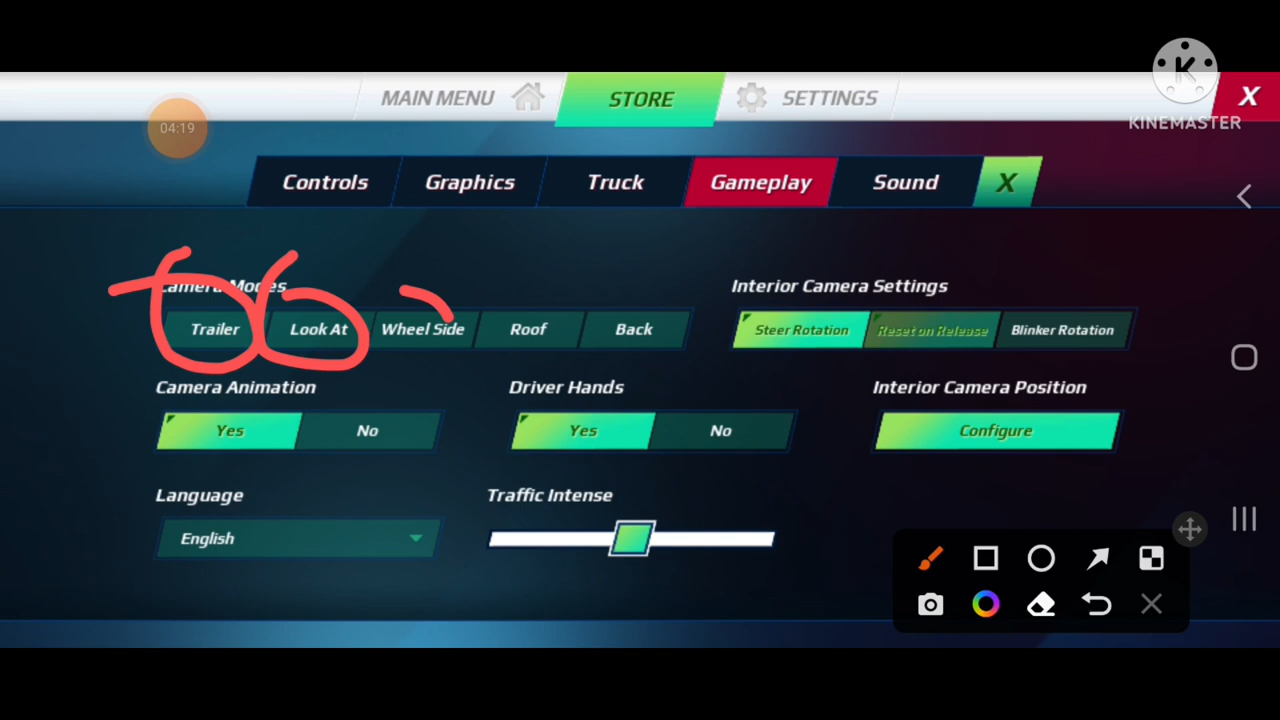 MAIN MENU STORE SETTINGS X
K
KINEMASTER
04:19
Controls Graphics Truck Gameplay Sound X
Camera Modes Interior Camera Settings
Trailer Look At Wheel Side Roof Back Steer Rotation Reset on Release Blinker Rotation
Camera Animation Driver Hands Interior Camera Position
Yes No Yes No Configure
Language Traffic Intense
English